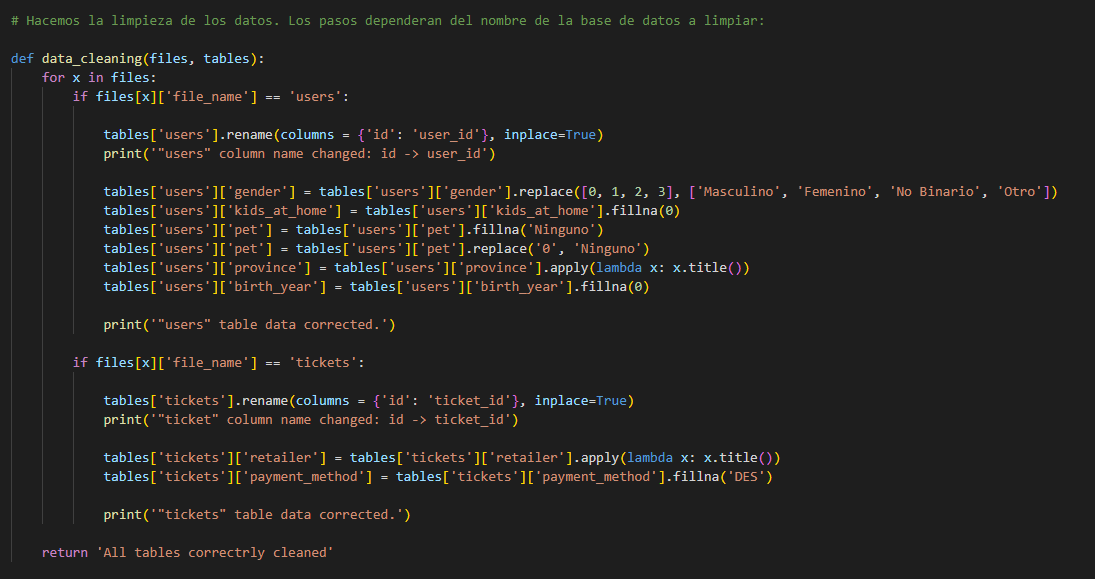 # Hacemos la limpieza de los datos. Los pasos dependeran del nombre de la base de datos a limpiar:
def data_cleaning(files, tables):
for x in files:
if files[x]['file_name'] == 'users':
tables['users'].rename(columns = {'id': 'user_id'}, inplace=True)
print('"users" column name changed: id -> user_id')
tables['users']['gender'] = tables['users']['gender'].replace([0, 1, 2, 3], ['Masculino', 'Femenino', 'No Binario', 'Otro'])
tables['users']['kids_at_home'] = tables['users']['kids_at_home'].fillna(0)
tables['users']['pet'] = tables['users']['pet'].fillna('Ninguno')
tables['users']['pet'] = tables['users']['pet'].replace('0', 'Ninguno')
tables['users']['province'] = tables['users']['province'].apply(lambda x: x.title())
tables['users']['birth_year'] = tables['users']['birth_year'].fillna(0)
print('"users" table data corrected.')
if files[x]['file_name'] == 'tickets':
tables['tickets'].rename(columns = {'id': 'ticket_id'}, inplace=True)
print('"ticket" column name changed: id -> ticket_id')
tables['tickets']['retailer'] = tables['tickets']['retailer'].apply(lambda x: x.title())
tables['tickets']['payment_method'] = tables['tickets']['payment_method'].fillna('DES')
print('"tickets" table data corrected.')
return 'All tables correctrly cleaned'